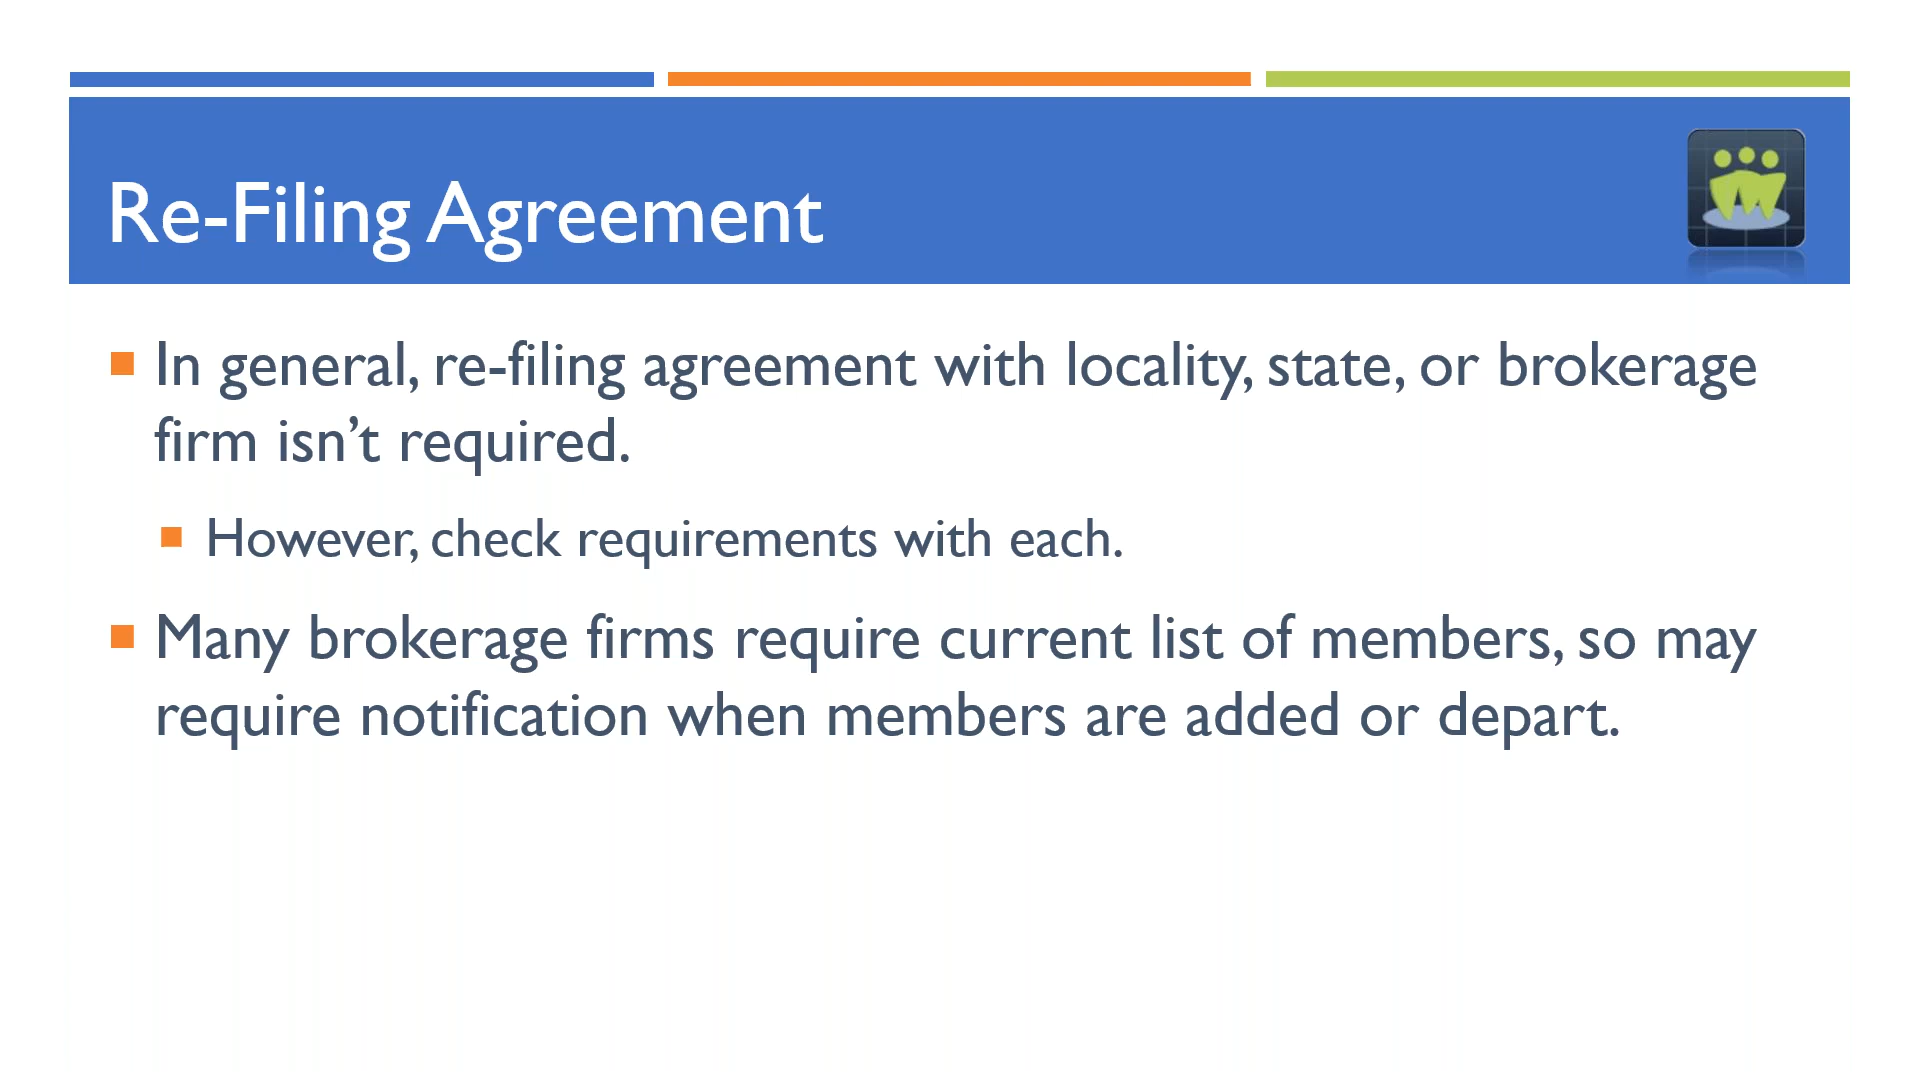 Re-Filing Agreement
In general, re-filing agreement with locality, state, or brokerage
firm isn’t required.
However, check requirements with each.
Many brokerage firms require current list of members, so may
require notification when members are added or depart.